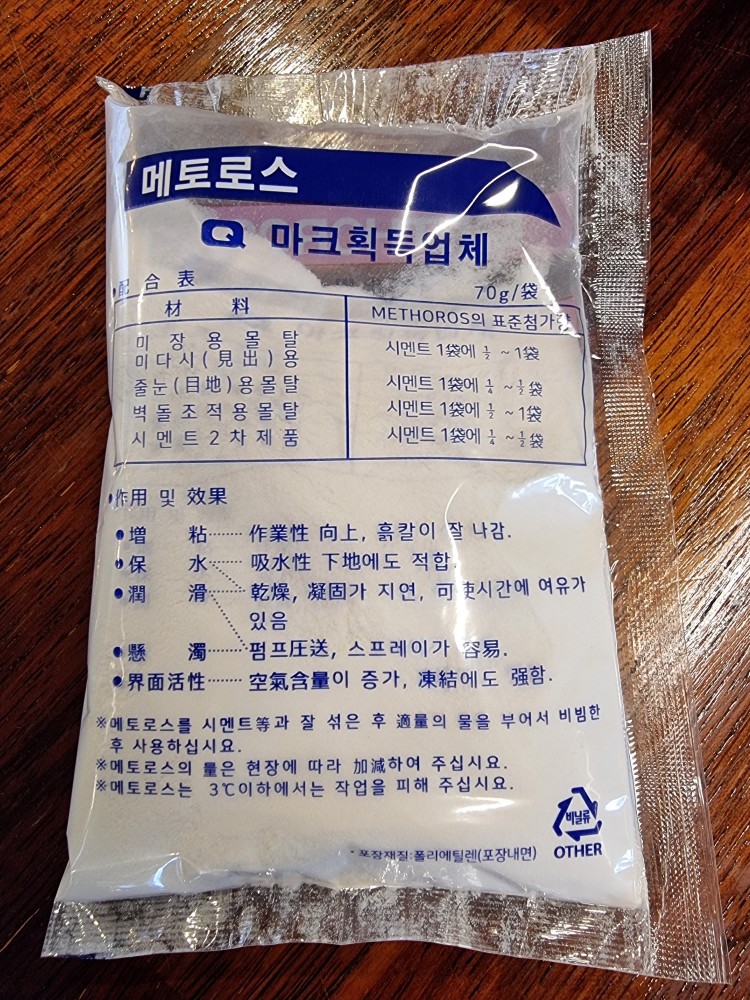 메토로스
Q 마크획득업체
•配合表
70g/袋
材 料
METHOROS의 표준첨가량
미장용몰탈
미다시(見出)용
시멘트 1袋에 ½ ~ 1袋
줄눈(目地)용몰탈
시멘트 1袋에 ¼ ~ ½袋
벽돌조적용몰탈
시멘트 1袋에 ½ ~ 1袋
시멘트2차제품
시멘트 1袋에 ¼ ~ ½袋
•作用 및 效果
•增 粘······· 作業性 向上, 흙칼이 잘 나감.
•保 水······· 吸水性 下地에도 적합.
•潤 滑······· 乾燥, 凝固가 지연, 可使시간에 여유가
있음
•懸 濁······· 펌프圧送, 스프레이가 容易.
•界面活性······· 空氣含量이 증가, 凍結에도 强함.
※메토로스를 시멘트等과 잘 섞은 후 適量의 물을 부어서 비빔한
후 사용하십시요.
※메토로스의 量은 현장에 따라 加減하여 주십시요.
※메토로스는 3℃이하에서는 작업을 피해 주십시요.
비닐류
OTHER
* 포장재질:폴리에틸렌(포장내면)